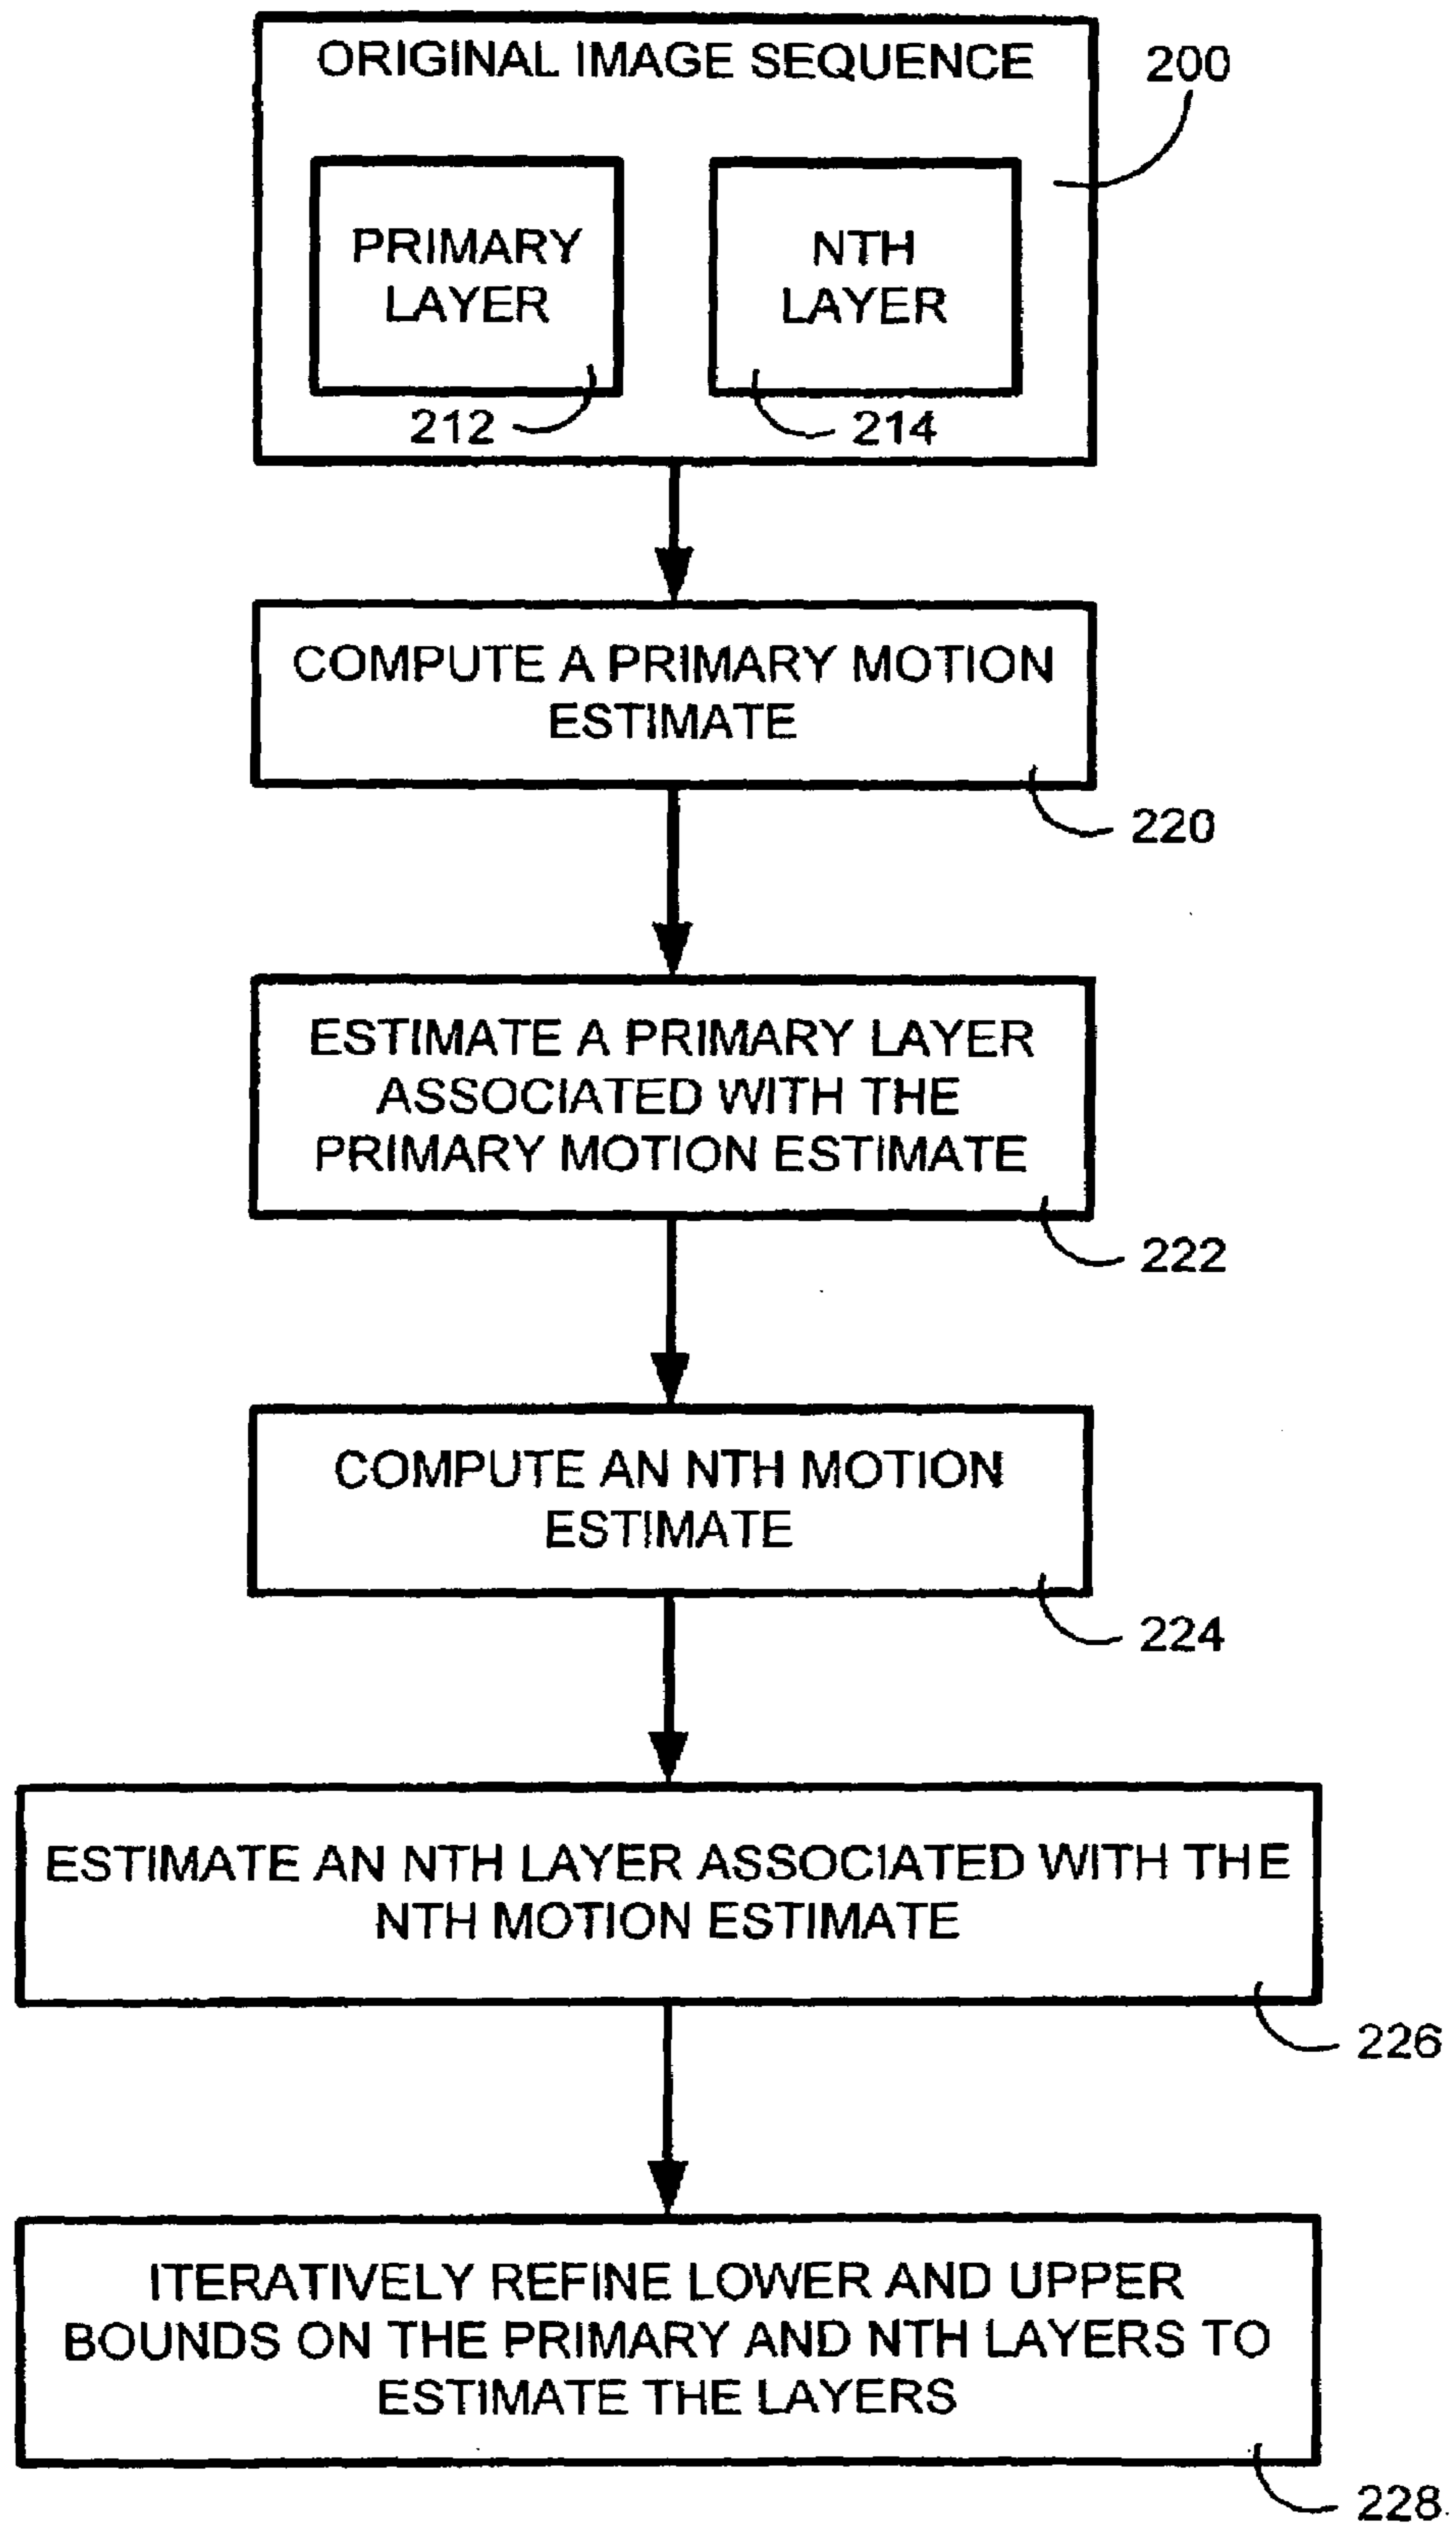 ORIGINAL IMAGE SEQUENCE
200
PRIMARY
LAYER
212
NTH
LAYER
214
COMPUTE A PRIMARY MOTION
ESTIMATE
220
ESTIMATE A PRIMARY LAYER
ASSOCIATED WITH THE
PRIMARY MOTION ESTIMATE
222
COMPUTE AN NTH MOTION
ESTIMATE
224
ESTIMATE AN NTH LAYER ASSOCIATED WITH THE
NTH MOTION ESTIMATE
226
ITERATIVELY REFINE LOWER AND UPPER
BOUNDS ON THE PRIMARY AND NTH LAYERS TO
ESTIMATE THE LAYERS
228